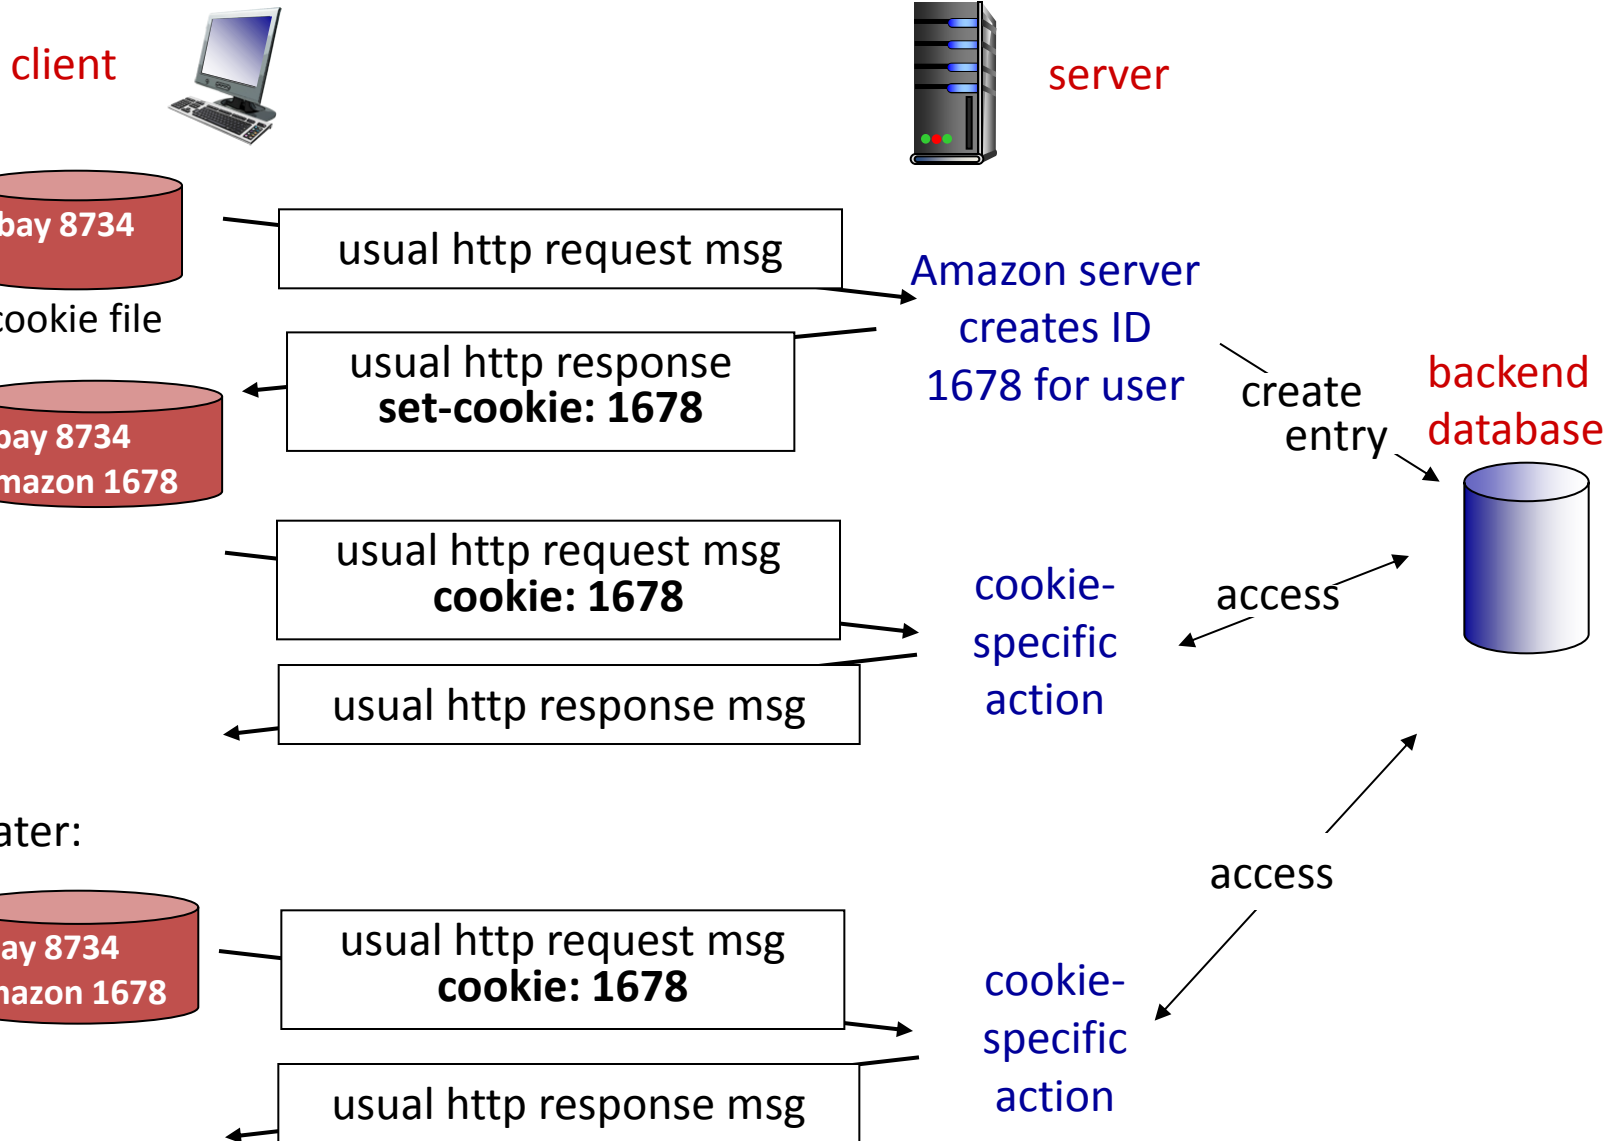 client
server
bay 8734
cookie file
usual http request msg
Amazon server
creates ID
1678 for user
usual http response
set-cookie: 1678
create
entry
backend
database
bay 8734
mazon 1678
usual http request msg
cookie: 1678
cookie-
specific
action
access
usual http response msg
ater:
access
ay 8734
mazon 1678
usual http request msg
cookie: 1678
cookie-
specific
action
usual http response msg